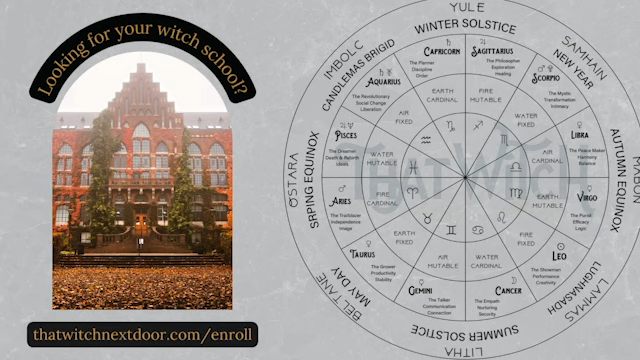 Looking for your witch school?
thatwitchnextdoor.com/enroll
YULE
WINTER SOLSTICE
SAMHAIN
NEW YEAR
MABON
AUTUMN EQUINOX
LAMMAS
LUGHNASADH
LITHA
SUMMER SOLSTICE
BELTANE
MAY DAY
OSTARA
SRPING EQUINOX
IMBOLC
CANDLEMAS BRIGID
CAPRICORN
The Planner
Discipline
Order
EARTH
CARDINAL
SAGITTARIUS
The Philosopher
Exploration
Healing
FIRE
MUTABLE
SCORPIO
The Mystic
Transformation
Intimacy
WATER
FIXED
LIBRA
The Peace Maker
Harmony
Balance
AIR
CARDINAL
VIRGO
The Purist
Efficacy
Logic
EARTH
MUTABLE
LEO
The Showman
Performance
Creativity
FIRE
FIXED
CANCER
The Empath
Nurturing
Security
WATER
CARDINAL
GEMINI
The Talker
Communication
Connection
AIR
MUTABLE
TAURUS
The Grower
Productivity
Stability
EARTH
FIXED
ARIES
The Trailblazer
Independence
Image
FIRE
CARDINAL
PISCES
The Dreamer
Death & Rebirth
Ideals
WATER
MUTABLE
AQUARIUS
The Revolutionary
Social Change
Liberation
AIR
FIXED